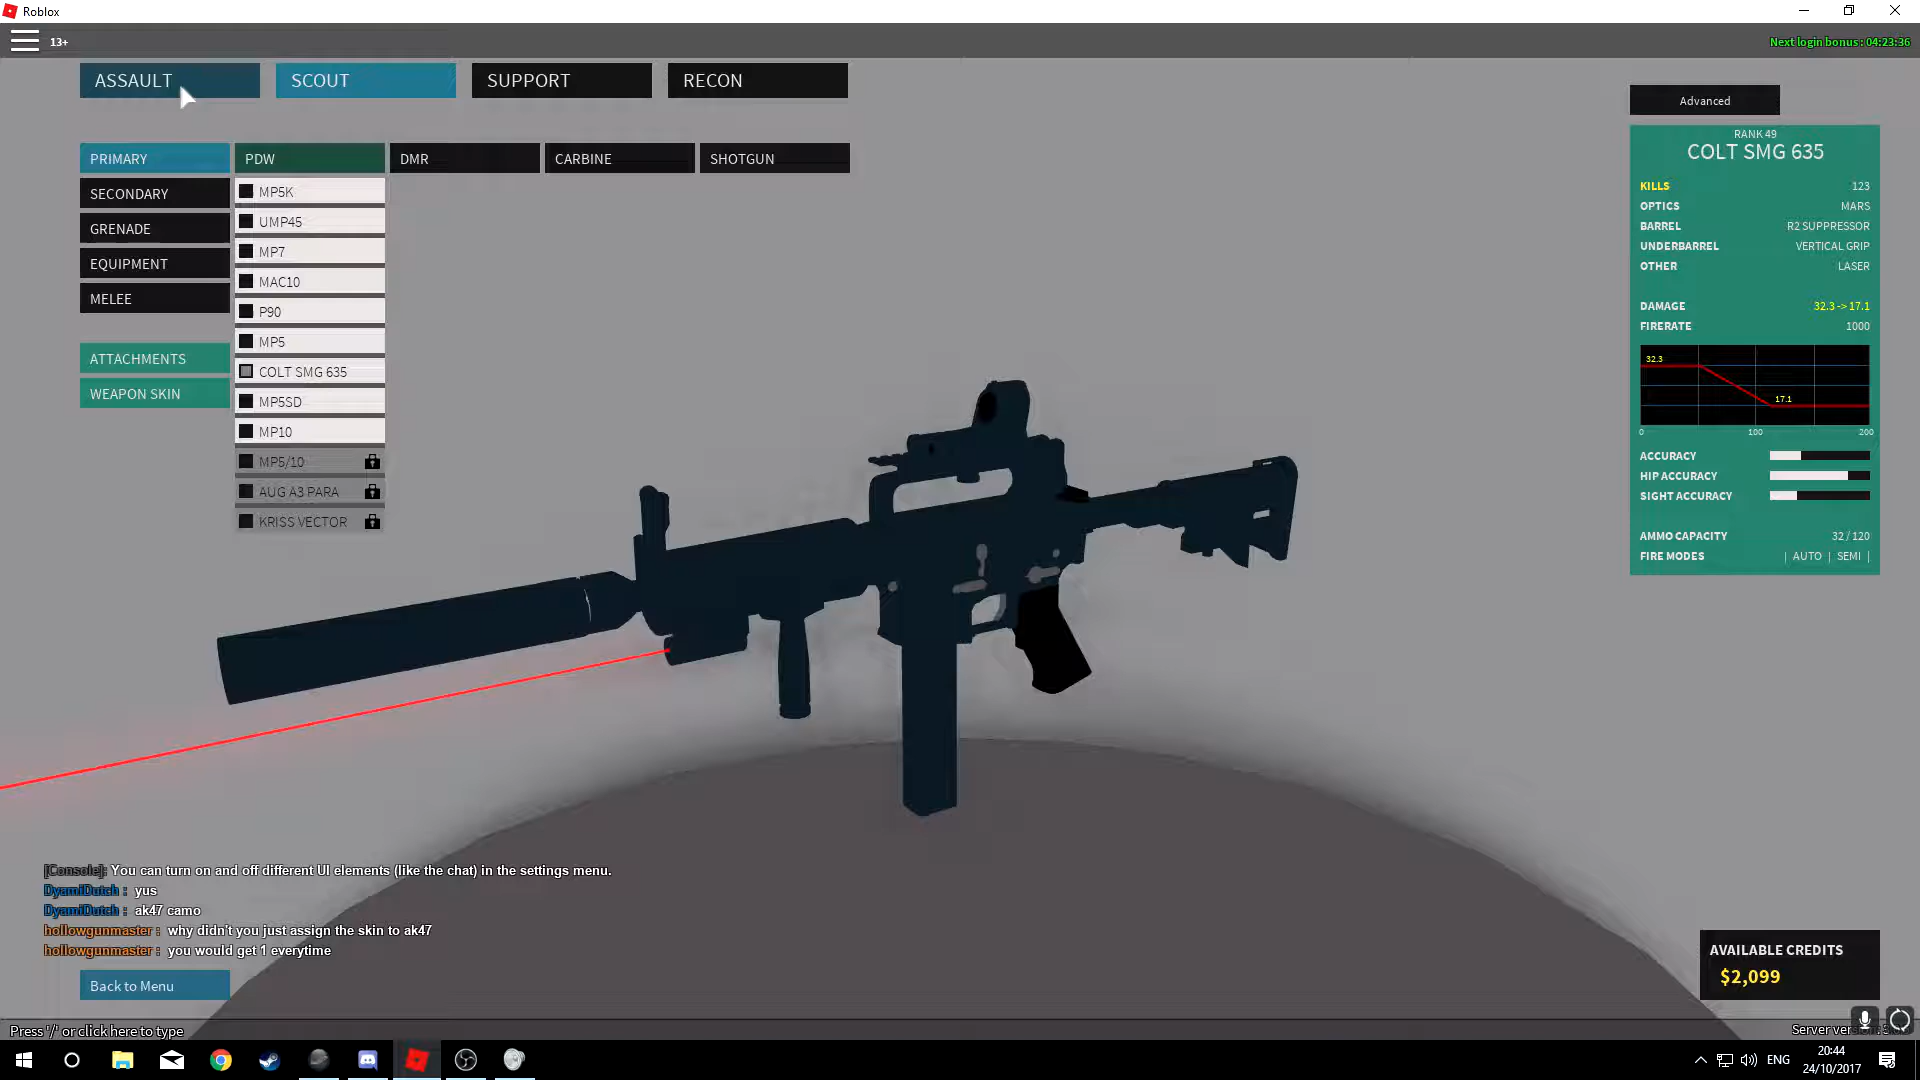 Roblox
13+
Next login bonus : 04:23:36
ASSAULT SCOUT SUPPORT RECON
Advanced
PRIMARY PDW DMR CARBINE SHOTGUN
SECONDARY
GRENADE
EQUIPMENT
MELEE
ATTACHMENTS
WEAPON SKIN
MP5K
UMP45
MP7
MAC10
P90
MP5
COLT SMG 635
MP5SD
MP10
MP5/10
AUG A3 PARA
KRISS VECTOR
RANK 49
COLT SMG 635
KILLS 123
OPTICS MARS
BARREL R2 SUPPRESSOR
UNDERBARREL VERTICAL GRIP
OTHER LASER
DAMAGE 32.3 -> 17.1
FIRERATE 1000
32.3
17.1
0 100 200
ACCURACY
HIP ACCURACY
SIGHT ACCURACY
AMMO CAPACITY 32 / 120
FIRE MODES | AUTO | SEMI |
[Console]: You can turn on and off different UI elements (like the chat) in the settings menu.
DyamiDutch : yus
DyamiDutch : ak47 camo
hollowgunmaster : why didn't you just assign the skin to ak47
hollowgunmaster : you would get 1 everytime
Back to Menu
AVAILABLE CREDITS
$2,099
Press '/' or click here to type
Server
ENG
20:44
24/10/2017